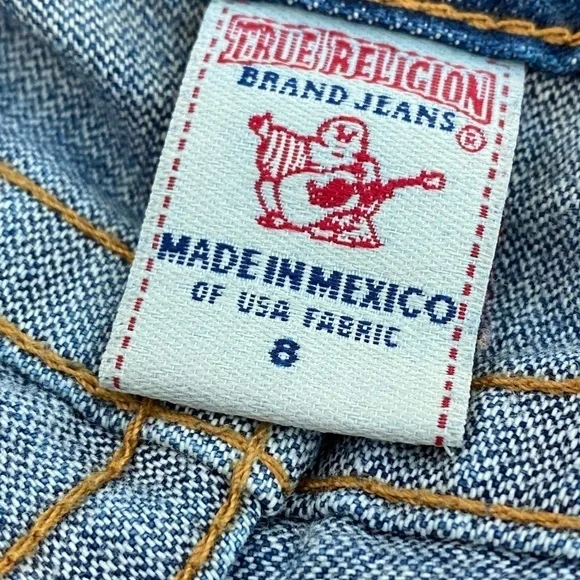 TRUE RELIGION
BRAND JEANS ®
MADE IN MEXICO
OF USA FABRIC
8